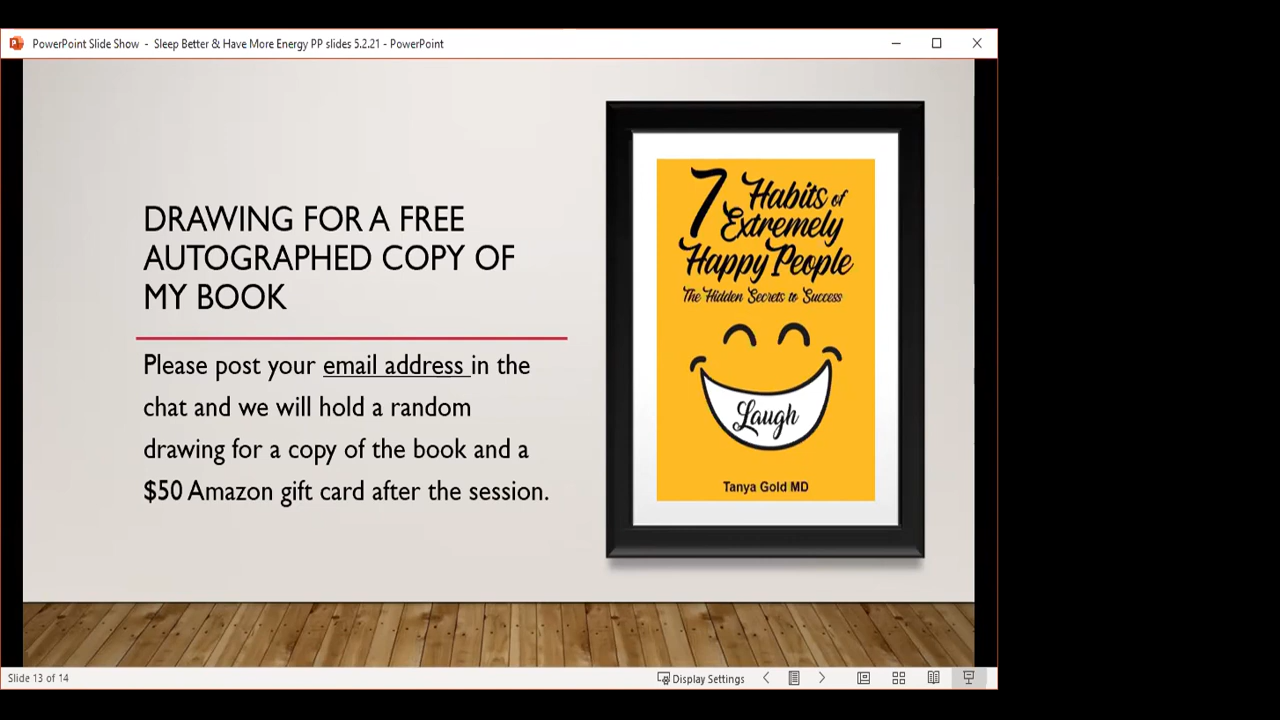 PowerPoint Slide Show - Sleep Better & Have More Energy PP slides 5.2.21 - PowerPoint
DRAWING FOR A FREE
AUTOGRAPHED COPY OF
MY BOOK
Please post your email address in the
chat and we will hold a random
drawing for a copy of the book and a
$50 Amazon gift card after the session.
7 Habits of
Extremely
Happy People
The Hidden Secrets to Success
Laugh
Tanya Gold MD
Slide 13 of 14
Display Settings